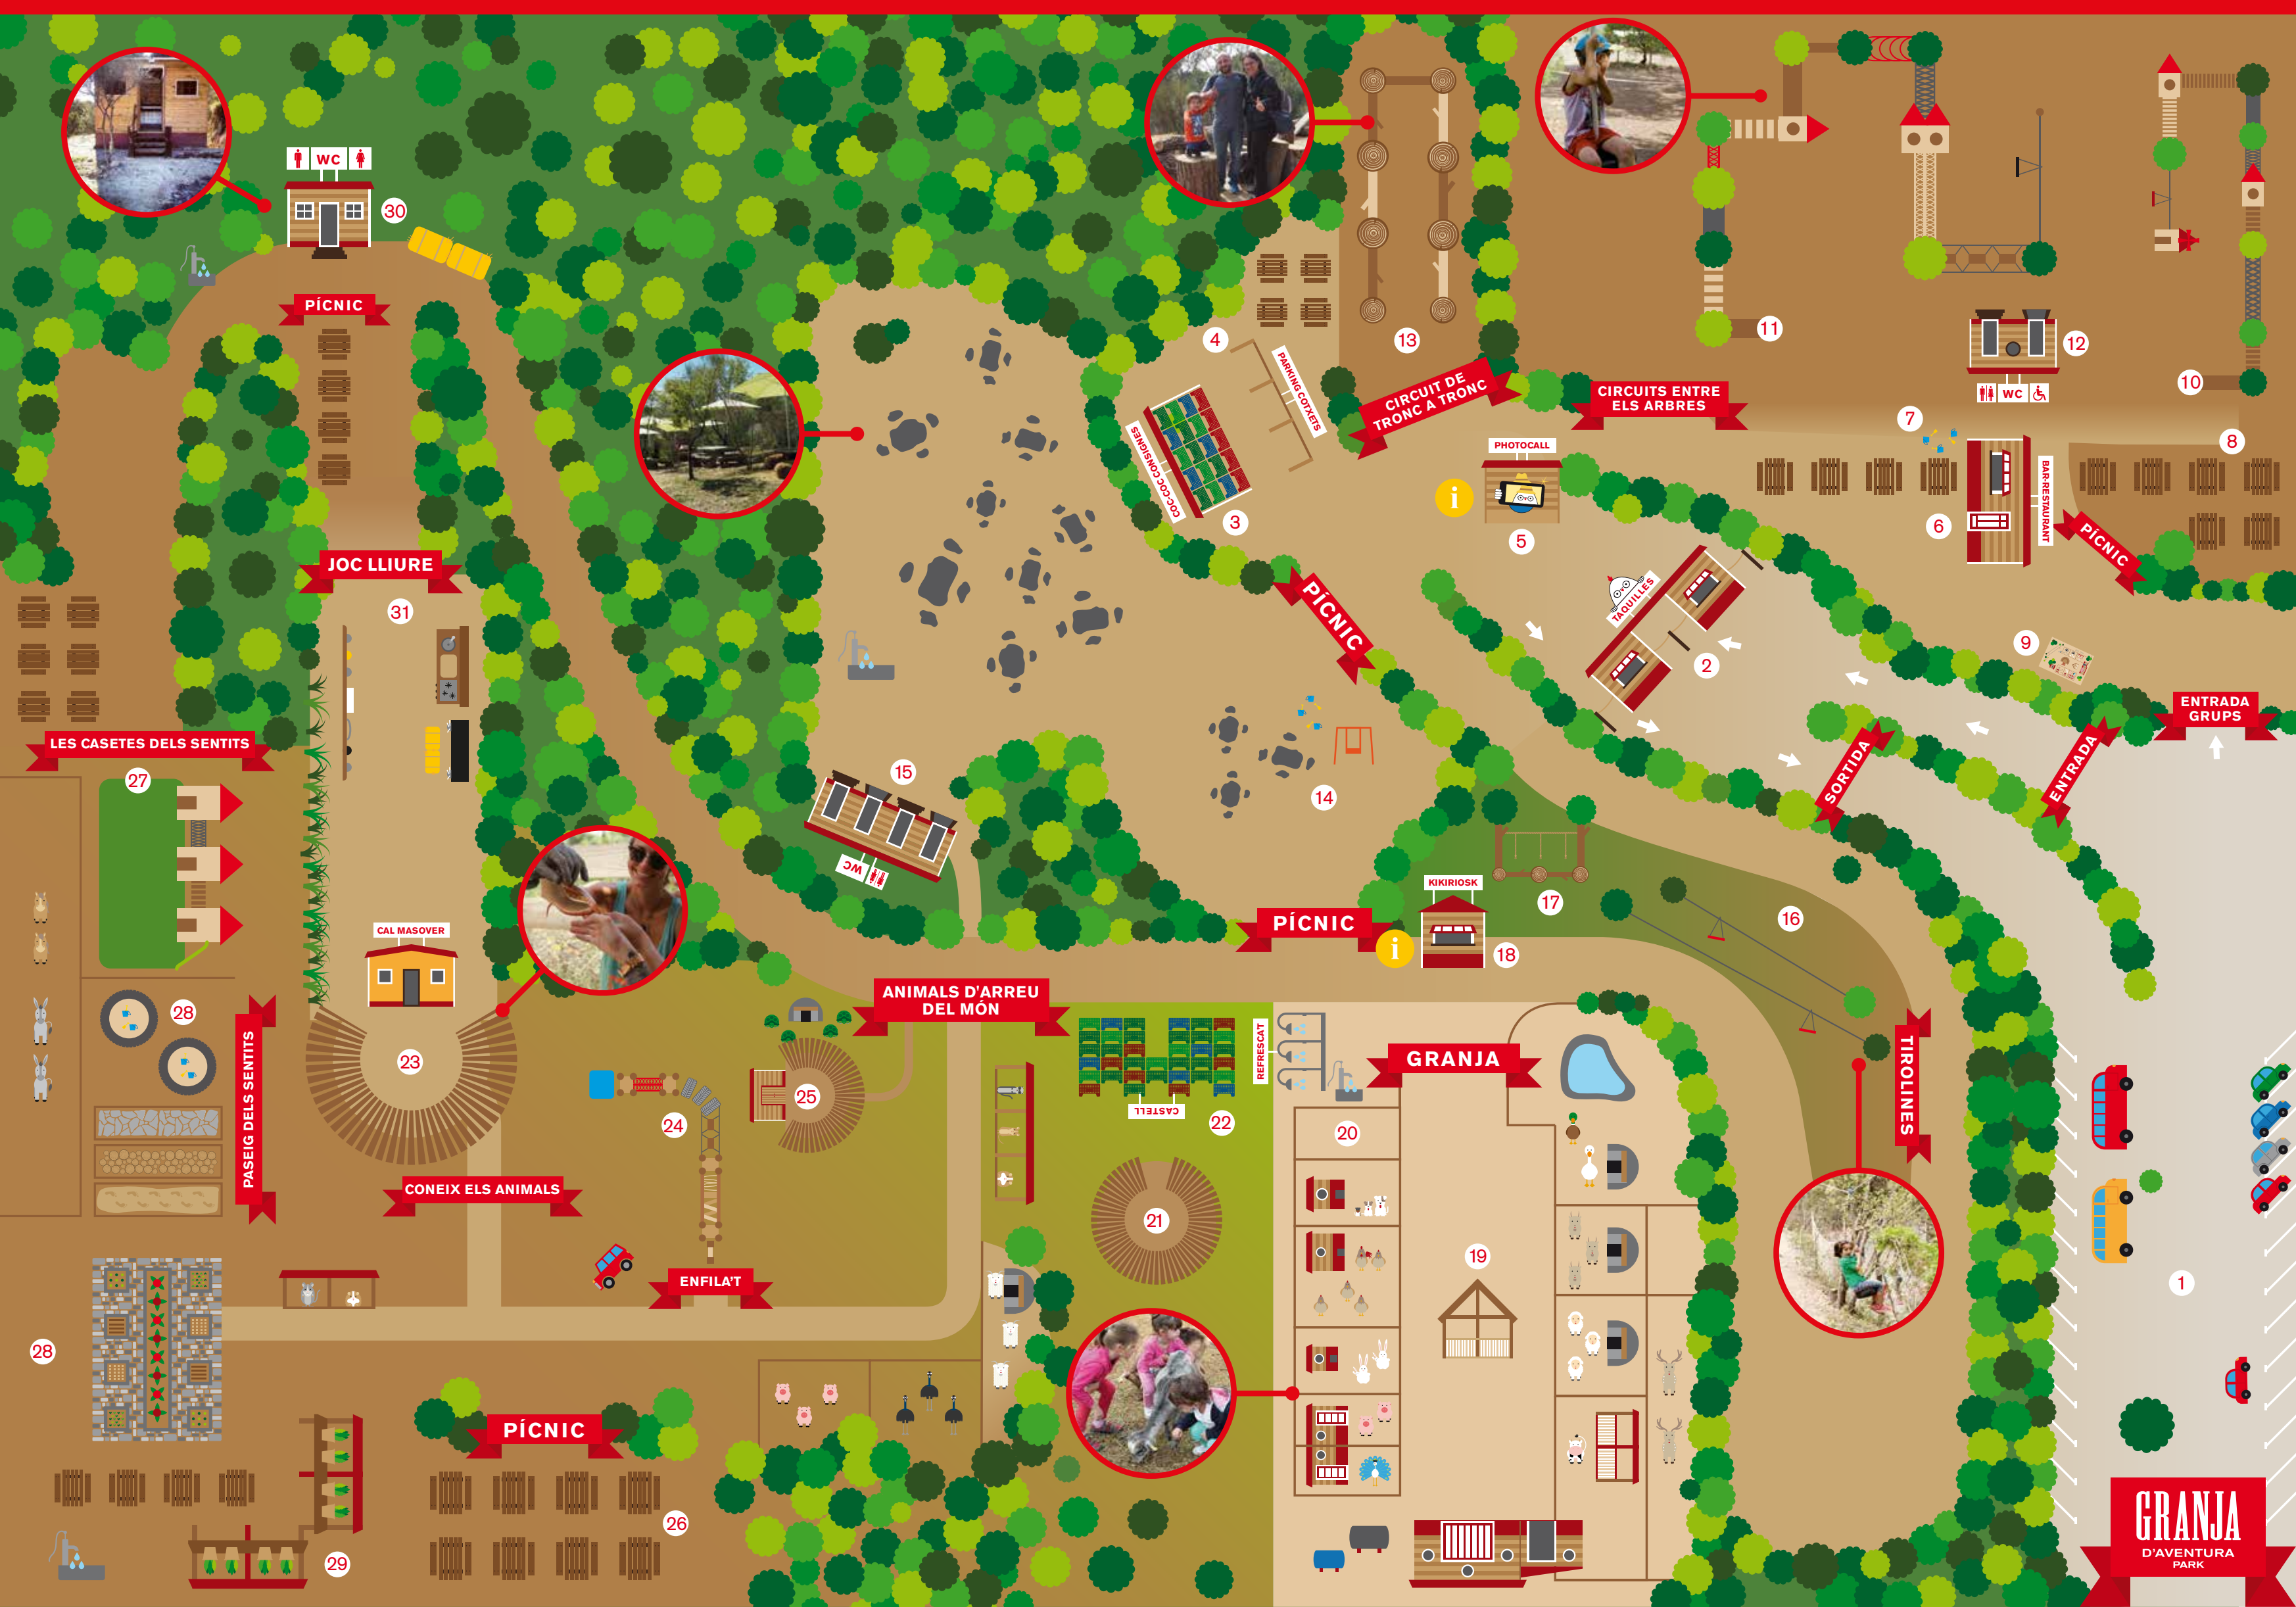 WC
30
PÍCNIC
4
13
PARKING COTXETS
COC-COC CONSIGNES
3
CIRCUIT DE
TRONC A TRONC
CIRCUITS ENTRE
ELS ARBRES
11
12
WC
10
7
8
PHOTOCALL
i
5
6
BAR-RESTAURANT
PÍCNIC
JOC LLIURE
31
PÍCNIC
TAQUILLES
2
9
ENTRADA
GRUPS
SORTIDA
ENTRADA
LES CASETES DELS SENTITS
27
15
WC
14
KIKIRIOSK
17
16
PÍCNIC
i
18
CAL MASOVER
28
PASEIG DELS SENTITS
23
ANIMALS D'ARREU
DEL MÓN
25
24
REFRESCAT
CASTELL
22
GRANJA
20
TIROLINES
CONEIX ELS ANIMALS
21
19
ENFILA'T
1
28
PÍCNIC
26
29
GRANJA
D'AVENTURA
PARK